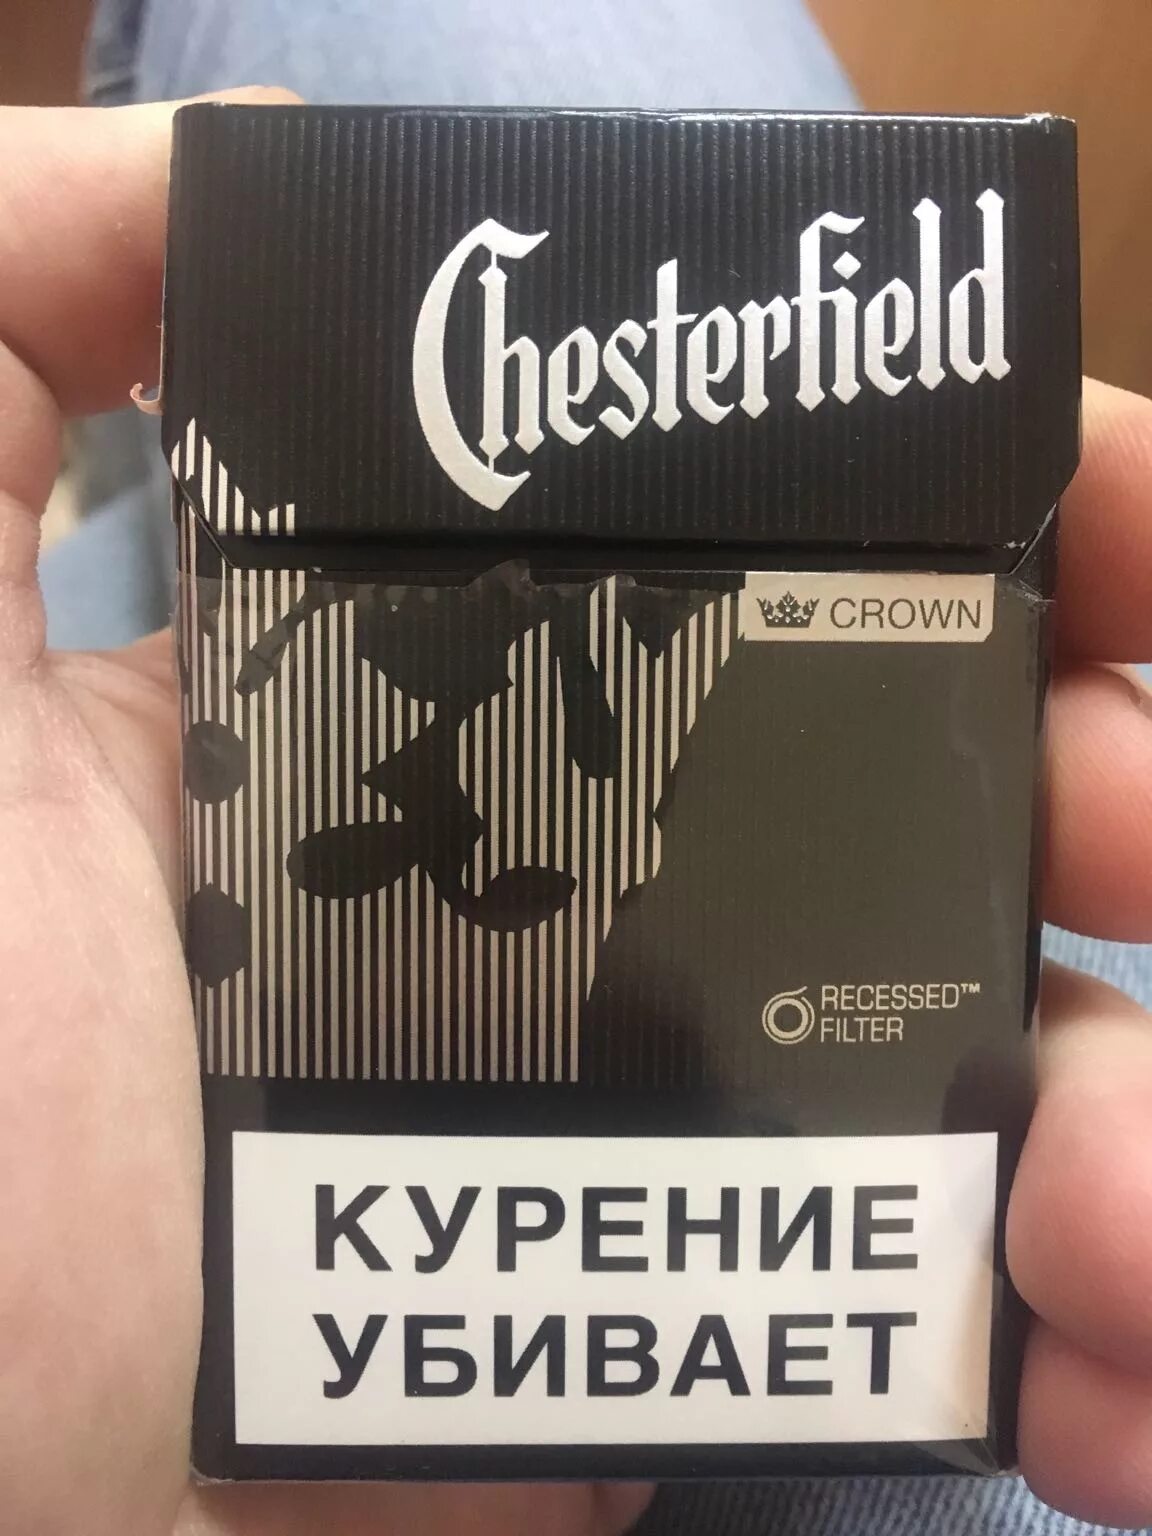 Chesterfield
CROWN
RECESSED™
FILTER
КУРЕНИЕ
УБИВАЕТ